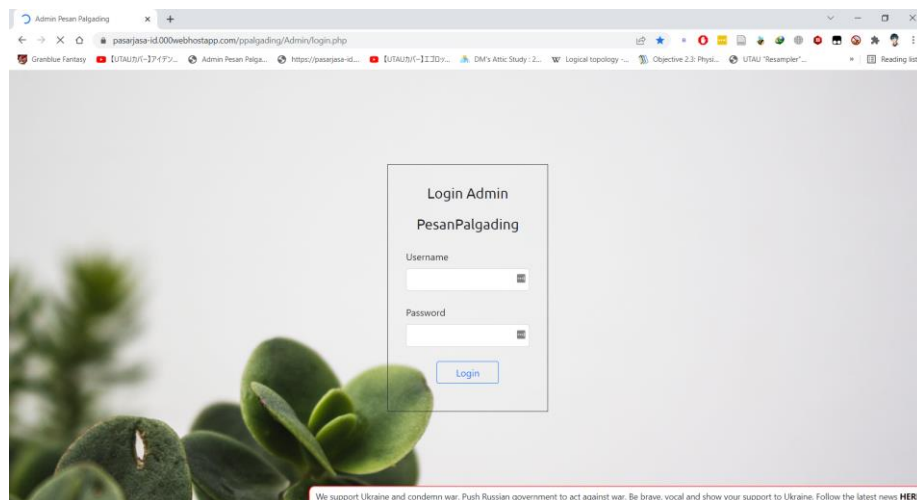 Admin Pesan Palgading
pasarjasa-id.000webhostapp.com/ppalgading/Admin/login.php
Granblue Fantasy
Admin Pesan Palga...
https://pasarjasa-id....
DM's Attic Study : 2...
Logical topology -...
Objective 2.3: Physi...
UTAU "Resampler"...
Reading list
Login Admin
PesanPalgading
Username
Password
Login
We support Ukraine and condemn war. Push Russian government to act against war. Be brave, vocal and show your support to Ukraine. Follow the latest news HER